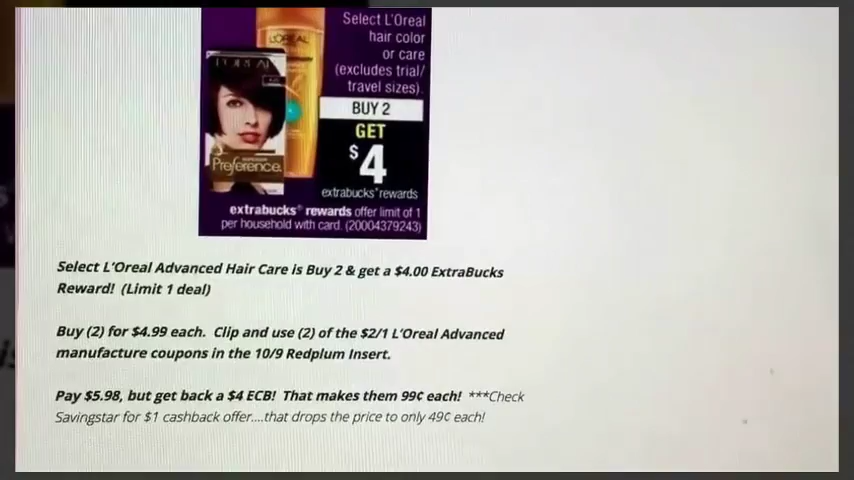 Select L'Oreal
hair color
or care
(excludes trial/
travel sizes).
BUY 2
GET
$4
extrabucks® rewards
L'OREAL
Preference.
extrabucks® rewards offer limit of 1
per household with card. (20004379243)
Select L'Oreal Advanced Hair Care is Buy 2 & get a $4.00 ExtraBucks
Reward! (Limit 1 deal)
Buy (2) for $4.99 each. Clip and use (2) of the $2/1 L'Oreal Advanced
manufacture coupons in the 10/9 Redplum Insert.
Pay $5.98, but get back a $4 ECB! That makes them 99¢ each! ***Check
Savingstar for $1 cashback offer....that drops the price to only 49¢ each!